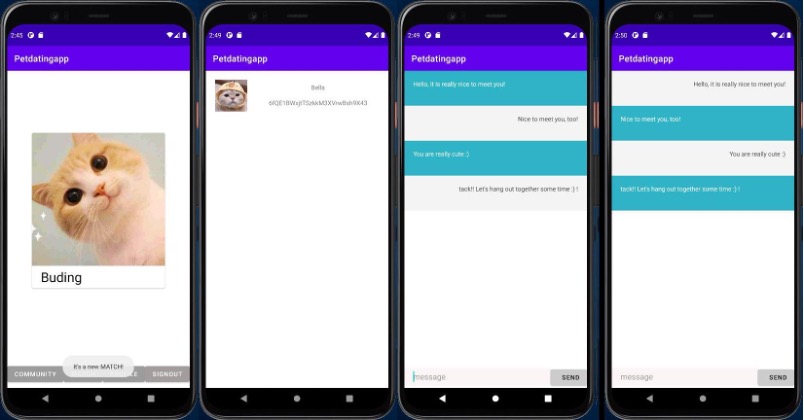 2:45
Petdatingapp
Buding
It's a new MATCH!
COMMUNITY
SIGNOUT
2:49
Petdatingapp
Bella
2:49
Petdatingapp
Hello, it is really nice to meet you!
Nice to meet you, too!
You are really cute :)
tack!! Let's hang out together some time :) !
message
SEND
2:50
Petdatingapp
Hello, it is really nice to meet you!
Nice to meet you, too!
You are really cute :)
tack!! Let's hang out together some time :) !
message
SEND